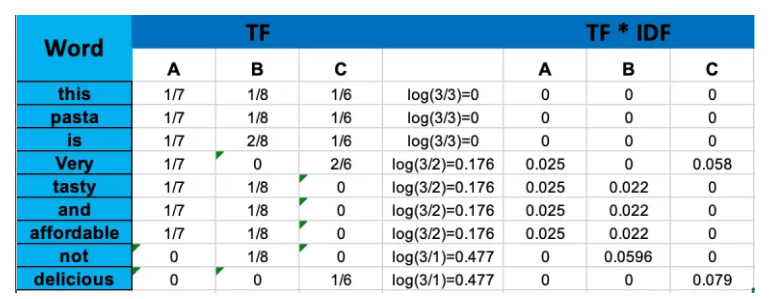 Word TF TF * IDF
A B C A B C
this 1/7 1/8 1/6 log(3/3)=0 0 0 0
pasta 1/7 1/8 1/6 log(3/3)=0 0 0 0
is 1/7 2/8 1/6 log(3/3)=0 0 0 0
Very 1/7 0 2/6 log(3/2)=0.176 0.025 0 0.058
tasty 1/7 1/8 0 log(3/2)=0.176 0.025 0.022 0
and 1/7 1/8 0 log(3/2)=0.176 0.025 0.022 0
affordable 1/7 1/8 0 log(3/2)=0.176 0.025 0.022 0
not 0 1/8 0 log(3/1)=0.477 0 0.0596 0
delicious 0 0 1/6 log(3/1)=0.477 0 0 0.079